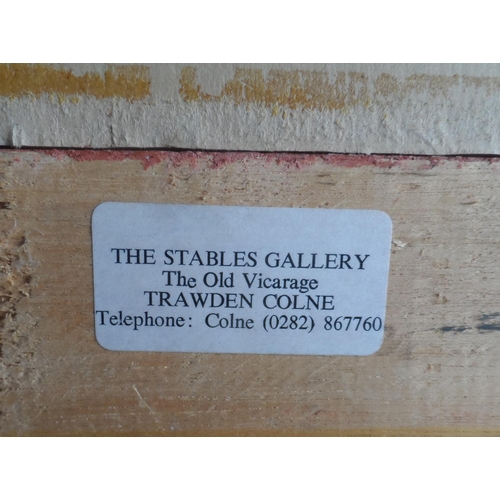 THE STABLES GALLERY
The Old Vicarage
TRAWDEN COLNE
Telephone: Colne (0282) 867760